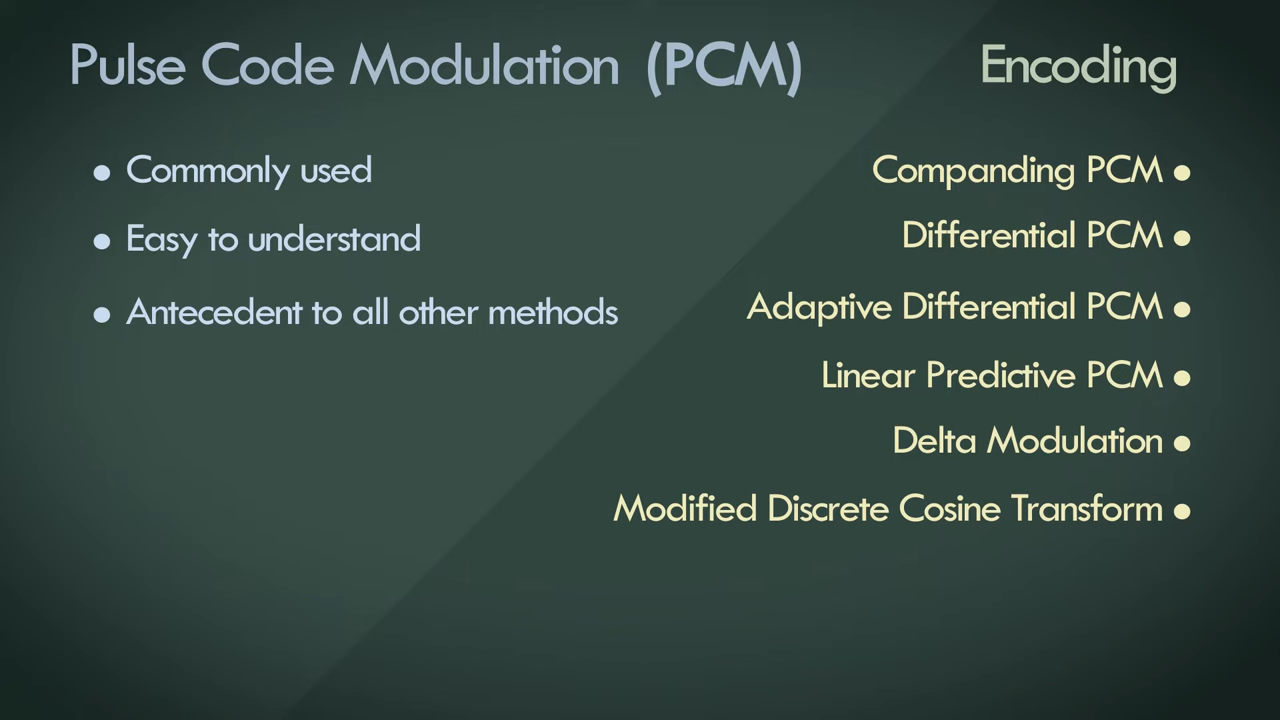 Pulse Code Modulation (PCM)
• Commonly used
• Easy to understand
• Antecedent to all other methods
Encoding
Companding PCM •
Differential PCM •
Adaptive Differential PCM •
Linear Predictive PCM •
Delta Modulation •
Modified Discrete Cosine Transform •